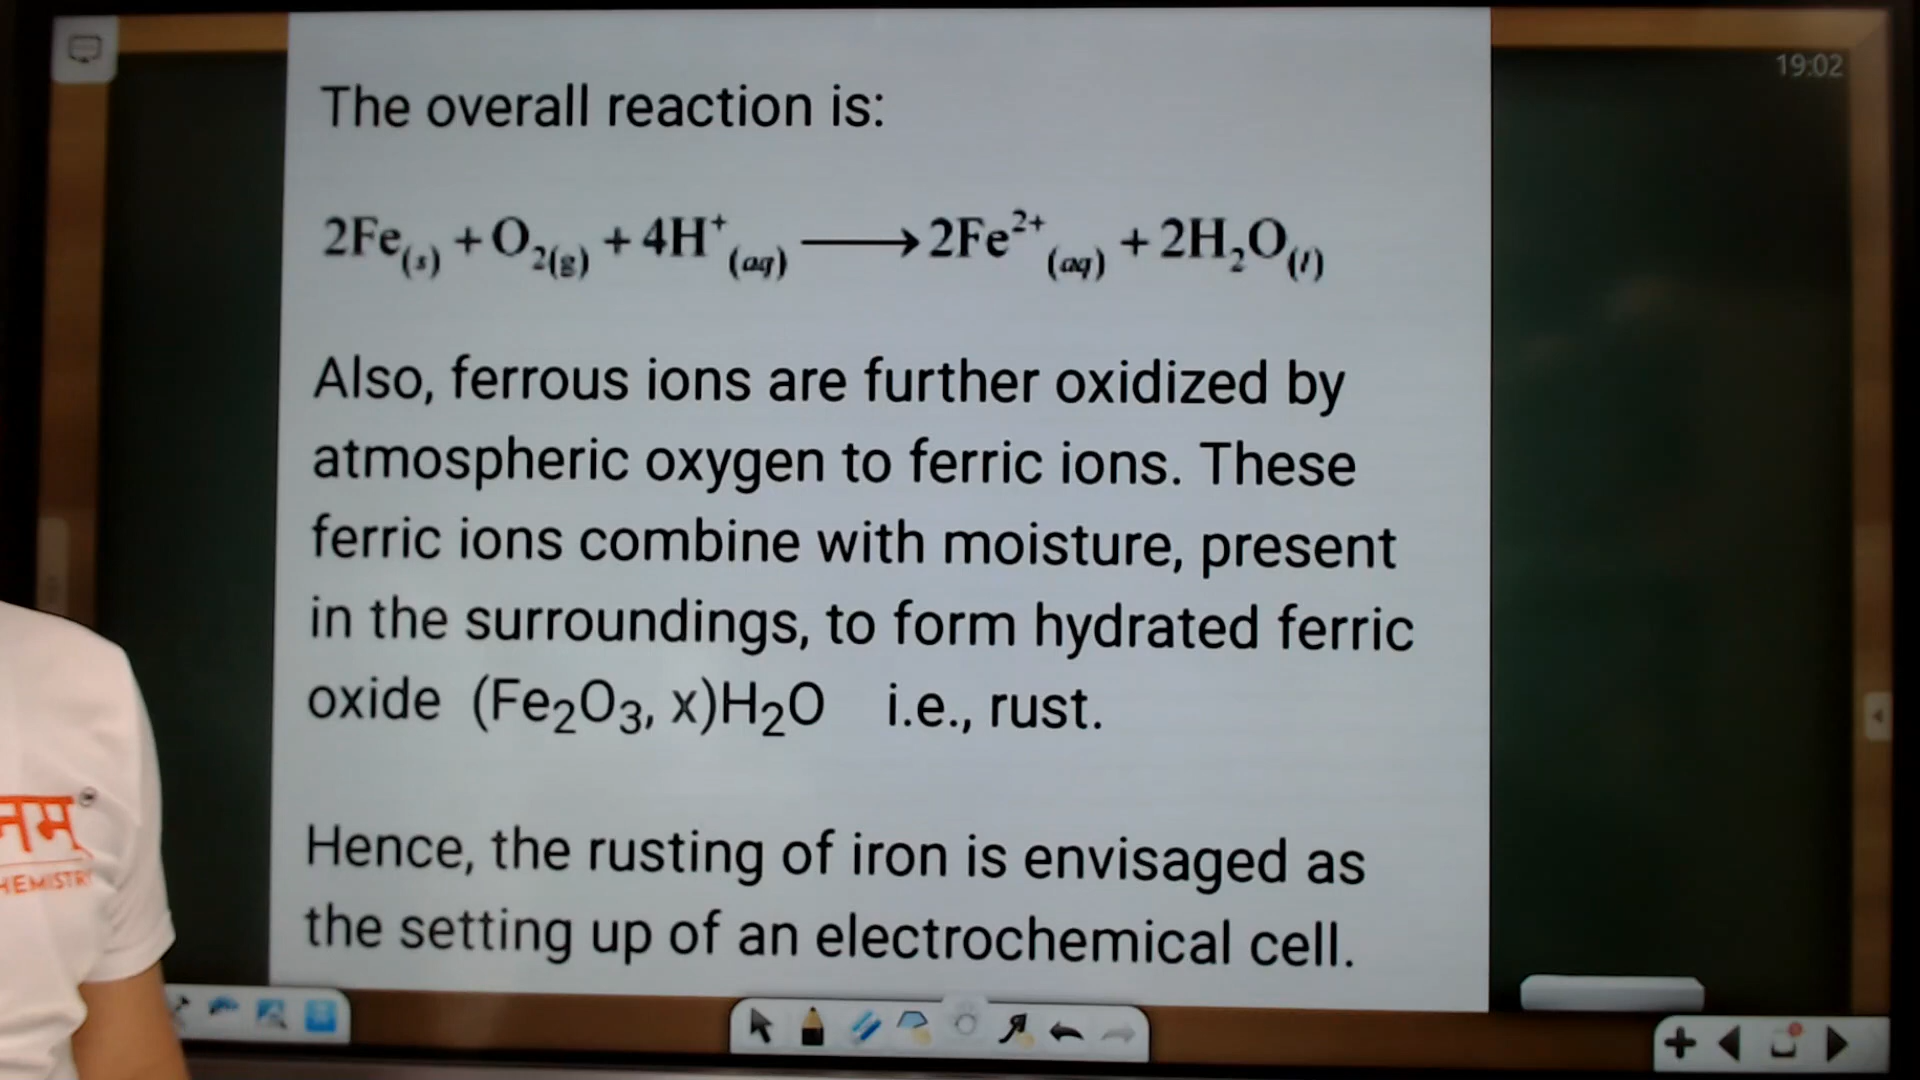 19:02
The overall reaction is:
2Fe(s) + O2(g) + 4H⁺(aq) ⟶ 2Fe²⁺(aq) + 2H₂O(l)
Also, ferrous ions are further oxidized by
atmospheric oxygen to ferric ions. These
ferric ions combine with moisture, present
in the surroundings, to form hydrated ferric
oxide (Fe₂O₃, x)H₂O i.e., rust.
Hence, the rusting of iron is envisaged as
the setting up of an electrochemical cell.